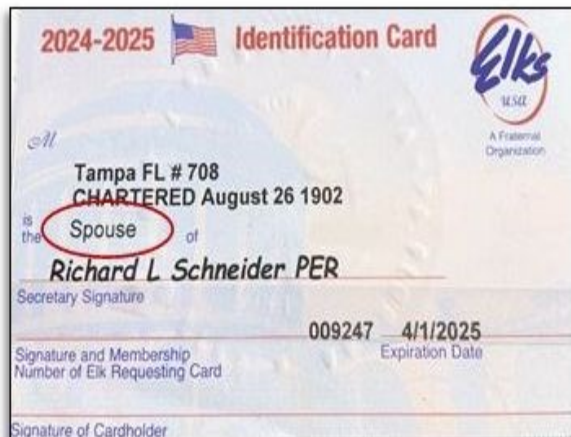 2024-2025 Identification Card
Elks
USA
A Fraternal
Organization
M
Tampa FL # 708
CHARTERED August 26 1902
is
the Spouse of
Richard L Schneider PER
Secretary Signature
009247 4/1/2025
Expiration Date
Signature and Membership
Number of Elk Requesting Card
Signature of Cardholder